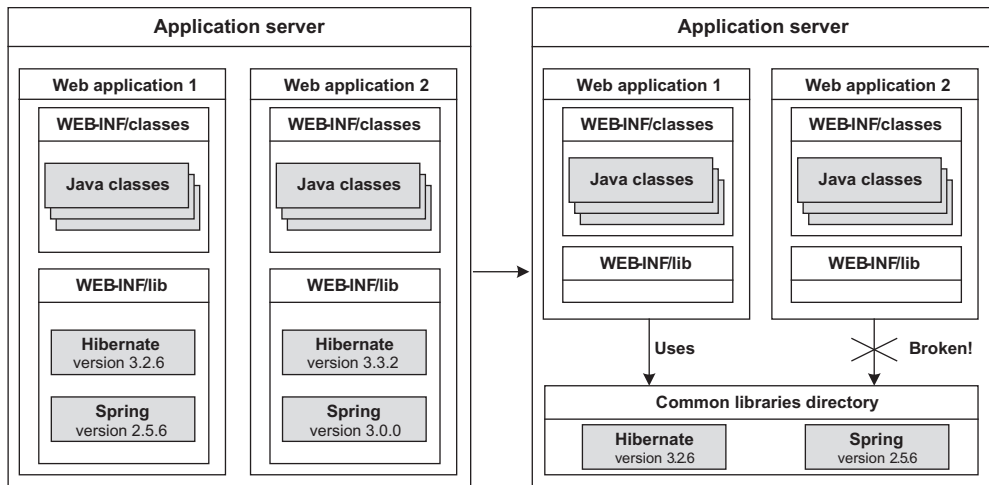 Application server
Web application 1
WEB-INF/classes
Java classes
WEB-INF/lib
Hibernate
version 3.2.6
Spring
version 2.5.6
Web application 2
WEB-INF/classes
Java classes
WEB-INF/lib
Hibernate
version 3.3.2
Spring
version 3.0.0
Application server
Web application 1
WEB-INF/classes
Java classes
WEB-INF/lib
Web application 2
WEB-INF/classes
Java classes
WEB-INF/lib
Uses
Broken!
Common libraries directory
Hibernate
version 3.2.6
Spring
version 2.5.6